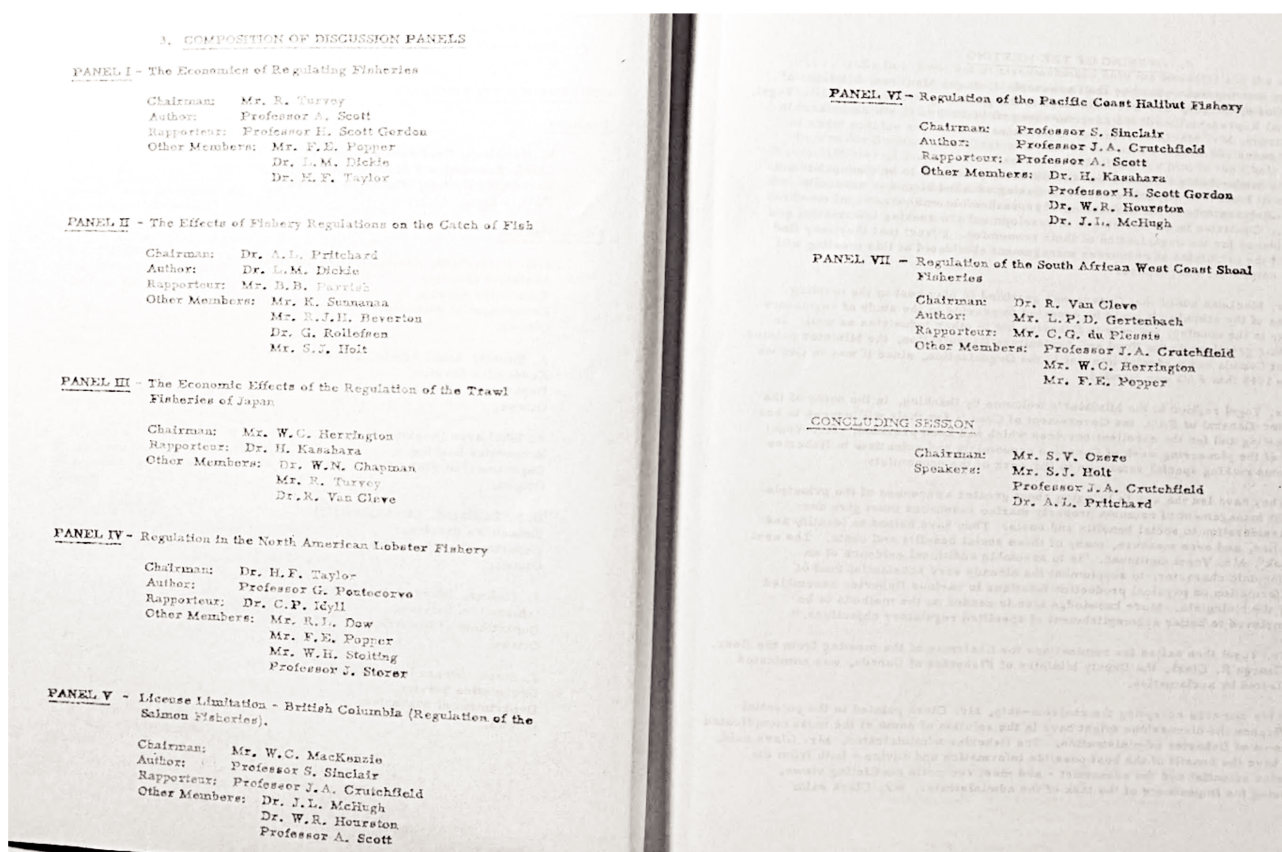 3. COMPOSITION OF DISCUSSION PANELS
PANEL I - The Economics of Regulating Fisheries
Chairman: Mr. R. Turvey
Author: Professor A. Scott
Rapporteur: Professor H. Scott Gordon
Other Members: Mr. F.E. Popper
Dr. L.M. Dickie
Dr. H.F. Taylor
PANEL II - The Effects of Fishery Regulations on the Catch of Fish
Chairman: Dr. A.L. Pritchard
Author: Dr. L.M. Dickie
Rapporteur: Mr. B.B. Parrish
Other Members: Mr. K. Sunnanaa
Mr. R.J.H. Beverton
Dr. G. Rollefsen
Mr. S.J. Holt
PANEL III - The Economic Effects of the Regulation of the Trawl
Fisheries of Japan
Chairman: Mr. W.C. Herrington
Rapporteur: Dr. H. Kasahara
Other Members: Dr. W.N. Chapman
Mr. R. Turvey
Dr. R. Van Cleve
PANEL IV - Regulation in the North American Lobster Fishery
Chairman: Dr. H.F. Taylor
Author: Professor G. Pontecorvo
Rapporteur: Dr. C.P. Idyll
Other Members: Mr. R.L. Dow
Mr. F.E. Popper
Mr. W.H. Stolting
Professor J. Storer
PANEL V - License Limitation - British Columbia (Regulation of the
Salmon Fisheries).
Chairman: Mr. W.C. MacKenzie
Author: Professor S. Sinclair
Rapporteur: Professor J.A. Crutchfield
Other Members: Dr. J.L. McHugh
Dr. W.R. Hourston
Professor A. Scott
PANEL VI - Regulation of the Pacific Coast Halibut Fishery
Chairman: Professor S. Sinclair
Author: Professor J.A. Crutchfield
Rapporteur: Professor A. Scott
Other Members: Dr. H. Kasahara
Professor H. Scott Gordon
Dr. W.R. Hourston
Dr. J.L. McHugh
PANEL VII - Regulation of the South African West Coast Shoal
Fisheries
Chairman: Dr. R. Van Cleve
Author: Mr. L.P.D. Gertenbach
Rapporteur: Mr. C.G. du Plessis
Other Members: Professor J.A. Crutchfield
Mr. W.C. Herrington
Mr. F.E. Popper
CONCLUDING SESSION
Chairman: Mr. S.V. Ozere
Speakers: Mr. S.J. Holt
Professor J.A. Crutchfield
Dr. A.L. Pritchard